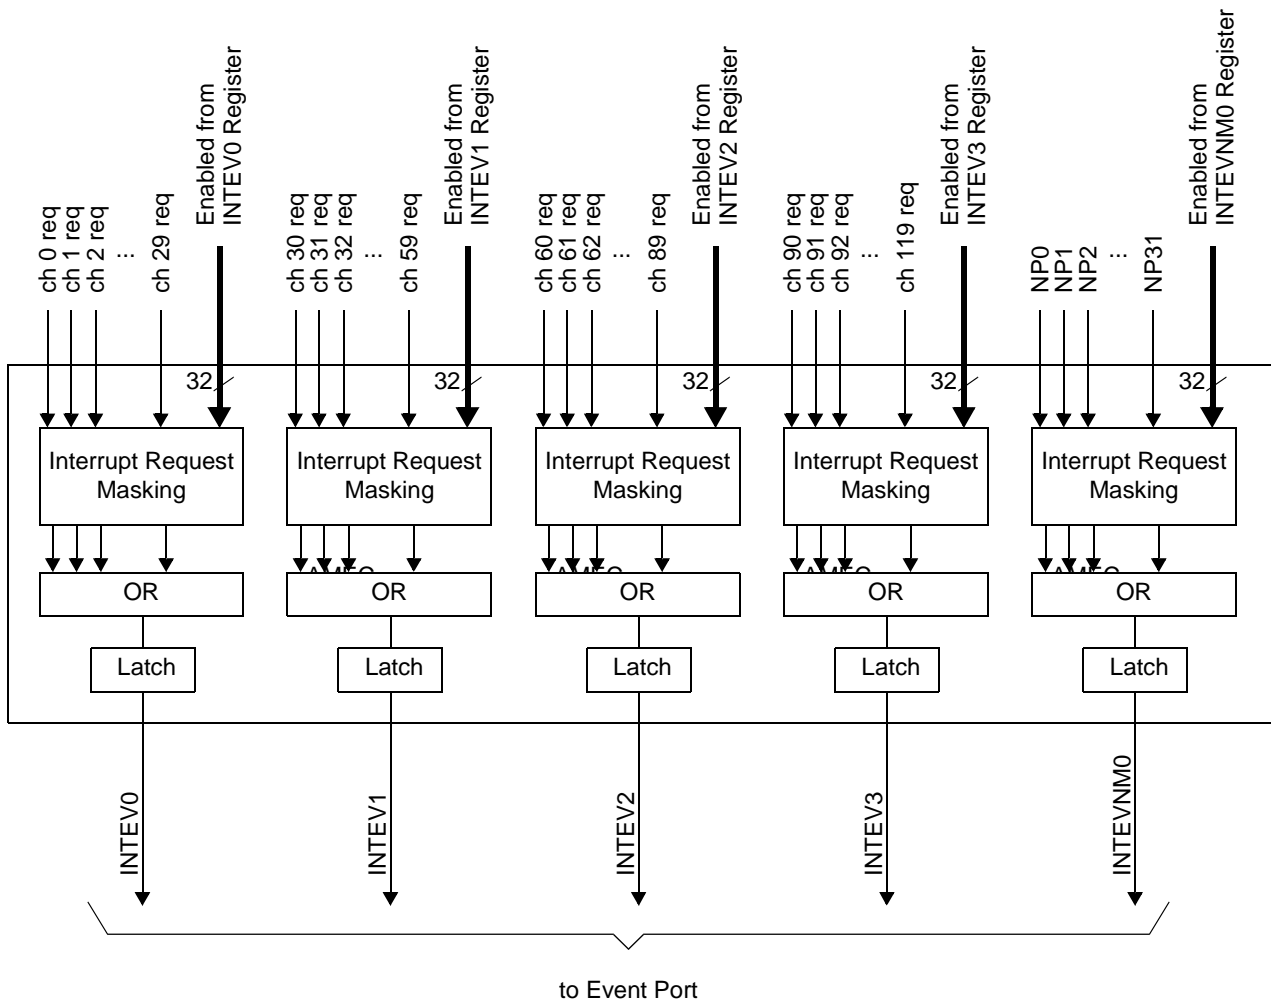 Enabled from
INTEV0 Register
Enabled from
INTEV1 Register
Enabled from
INTEV2 Register
Enabled from
INTEV3 Register
Enabled from
INTEVNM0 Register
ch 0 req
ch 1 req
ch 2 req
...
ch 29 req
ch 30 req
ch 31 req
ch 32 req
...
ch 59 req
ch 60 req
ch 61 req
ch 62 req
...
ch 89 req
ch 90 req
ch 91 req
ch 92 req
...
ch 119 req
NP0
NP1
NP2
...
NP31
32
32
32
32
32
Interrupt Request
Masking
Interrupt Request
Masking
Interrupt Request
Masking
Interrupt Request
Masking
Interrupt Request
Masking
OR
OR
OR
OR
OR
Latch
Latch
Latch
Latch
Latch
INTEV0
INTEV1
INTEV2
INTEV3
INTEVNM0
to Event Port